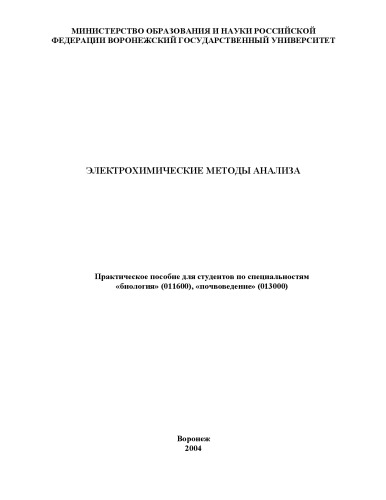 МИНИСТЕРСТВО ОБРАЗОВАНИЯ И НАУКИ РОССИЙСКОЙ
ФЕДЕРАЦИИ ВОРОНЕЖСКИЙ ГОСУДАРСТВЕННЫЙ УНИВЕРСИТЕТ
ЭЛЕКТРОХИМИЧЕСКИЕ МЕТОДЫ АНАЛИЗА
Практическое пособие для студентов по специальностям
«биология» (011600), «почвоведение» (013000)
Воронеж
2004